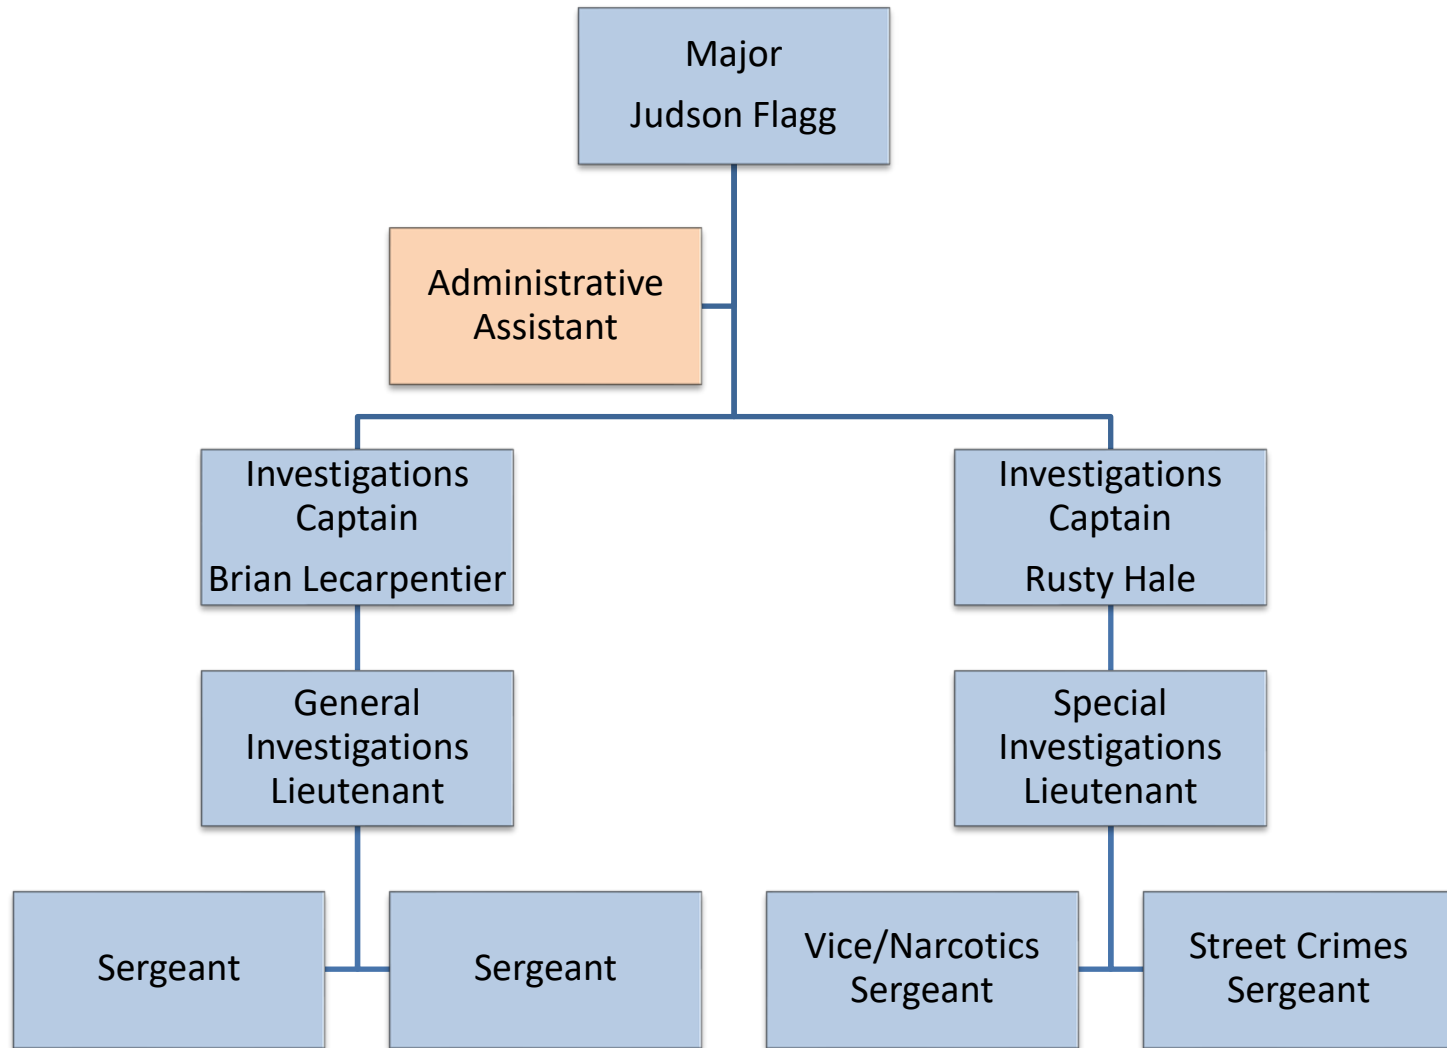 Major
Judson Flagg
Administrative
Assistant
Investigations
Captain
Brian Lecarpentier
Investigations
Captain
Rusty Hale
General
Investigations
Lieutenant
Special
Investigations
Lieutenant
Sergeant
Sergeant
Vice/Narcotics
Sergeant
Street Crimes
Sergeant